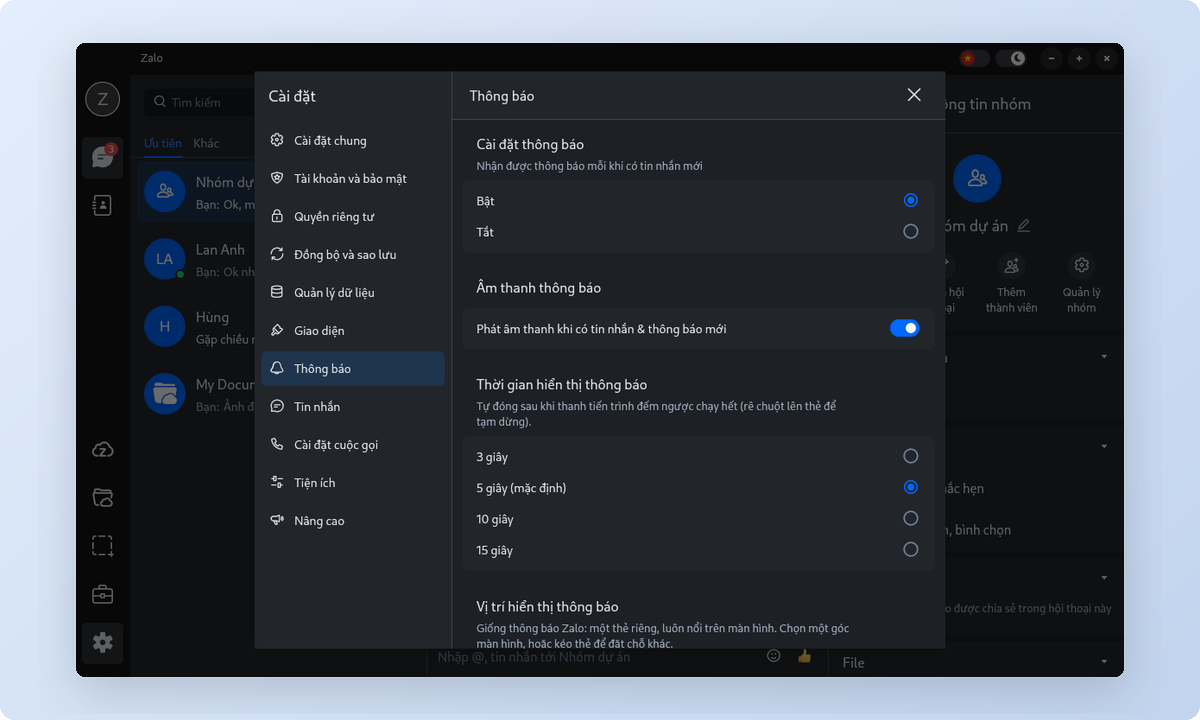 Zalo
Z
Tìm kiếm
Ưu tiên
Khác
3
Nhóm dự
Bạn: Ok, m
LA
Lan Anh
Bạn: Ok nh
H
Hùng
Gặp chiều
My Docu
Bạn: Ảnh đ
Cài đặt
Cài đặt chung
Tài khoản và bảo mật
Quyền riêng tư
Đồng bộ và sao lưu
Quản lý dữ liệu
Giao diện
Thông báo
Tin nhắn
Cài đặt cuộc gọi
Tiện ích
Nâng cao
Thông báo
Cài đặt thông báo
Nhận được thông báo mỗi khi có tin nhắn mới
Bật
Tắt
Âm thanh thông báo
Phát âm thanh khi có tin nhắn & thông báo mới
Thời gian hiển thị thông báo
Tự đóng sau khi thanh tiến trình đếm ngược chạy hết (rê chuột lên thẻ để
tạm dừng).
3 giây
5 giây (mặc định)
10 giây
15 giây
Vị trí hiển thị thông báo
Giống thông báo Zalo: một thẻ riêng, luôn nổi trên màn hình. Chọn một góc
màn hình, hoặc kéo thẻ để đặt chỗ khác.
Nhập @, tin nhắn tới Nhóm dự án
ông tin nhóm
óm dự án
hội
ại
Thêm
thành viên
Quản lý
nhóm
ắc hẹn
, bình chọn
o được chia sẻ trong hội thoại này
File